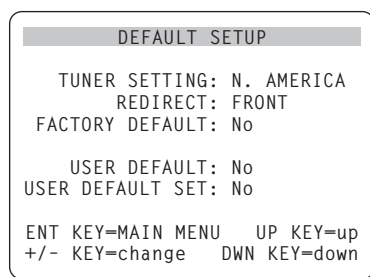 DEFAULT SETUP
TUNER SETTING: N. AMERICA
REDIRECT: FRONT
FACTORY DEFAULT: No
USER DEFAULT: No
USER DEFAULT SET: No
ENT KEY=MAIN MENU UP KEY=up
+/- KEY=change DWN KEY=down